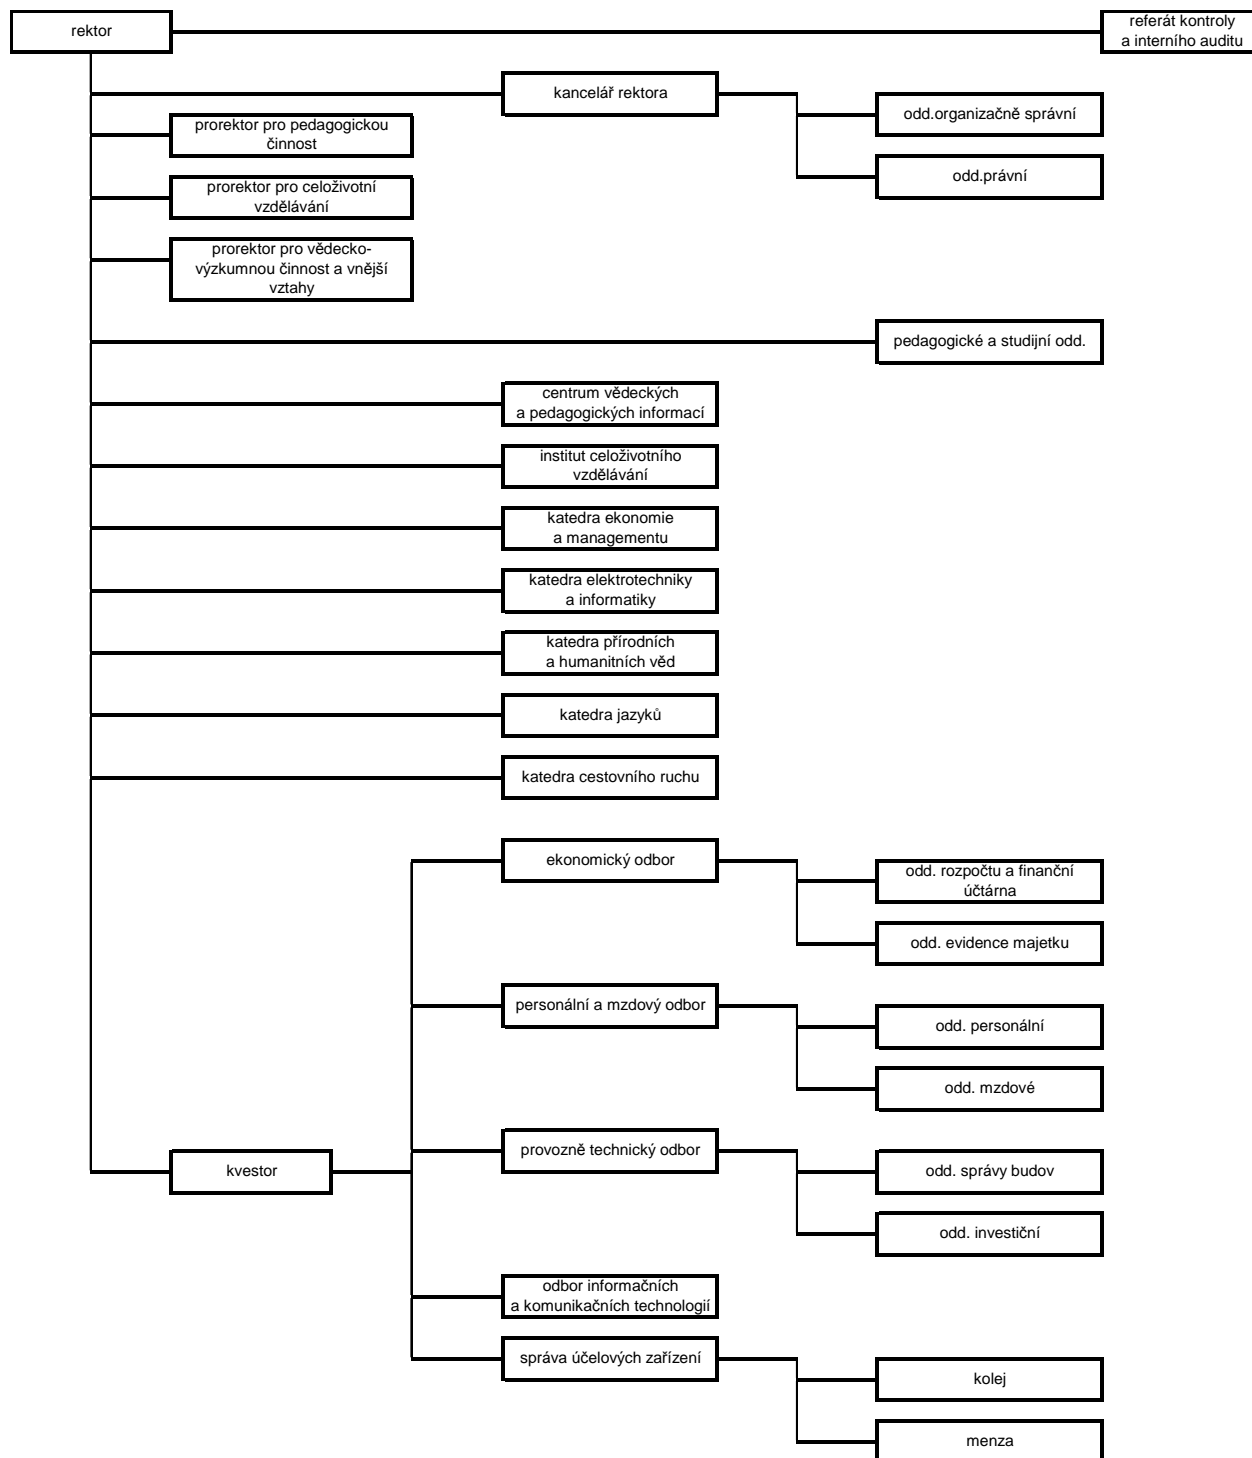 rektor
referát kontroly
a interního auditu
kancelář rektora
odd.organizačně správní
prorektor pro pedagogickou
činnost
odd.právní
prorektor pro celoživotní
vzdělávání
prorektor pro vědecko-
výzkumnou činnost a vnější
vztahy
pedagogické a studijní odd.
centrum vědeckých
a pedagogických informací
institut celoživotního
vzdělávání
katedra ekonomie
a managementu
katedra elektrotechniky
a informatiky
katedra přírodních
a humanitních věd
katedra jazyků
katedra cestovního ruchu
ekonomický odbor
odd. rozpočtu a finanční
účtárna
odd. evidence majetku
personální a mzdový odbor
odd. personální
odd. mzdové
provozně technický odbor
kvestor
odd. správy budov
odd. investiční
odbor informačních
a komunikačních technologií
správa účelových zařízení
kolej
menza